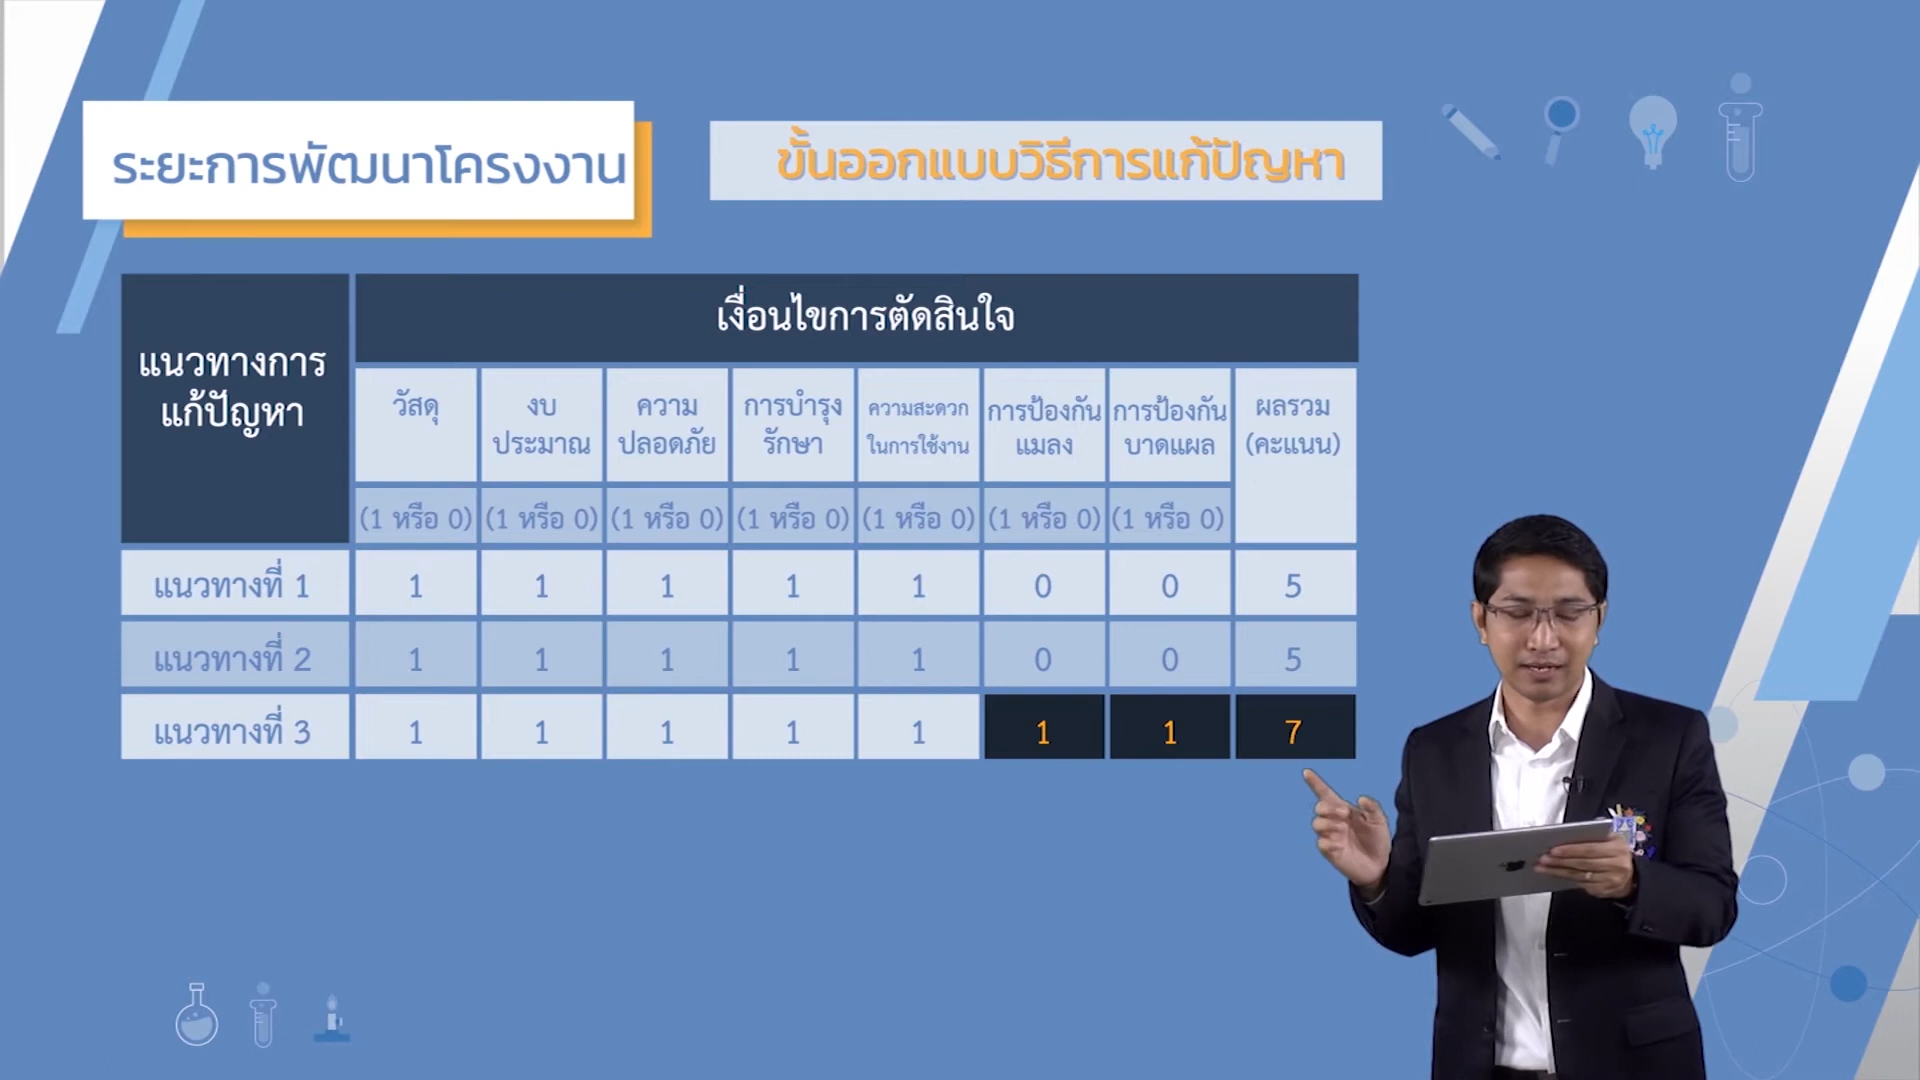 ระยะการพัฒนาโครงงาน
ขั้นออกแบบวิธีการแก้ปัญหา
แนวทางการ
แก้ปัญหา
เงื่อนไขการตัดสินใจ
วัสดุ
งบ
ประมาณ
ความ
ปลอดภัย
การบำรุง
รักษา
ความสะดวก
ในการใช้งาน
การป้องกัน
แมลง
การป้องกัน
บาดแผล
ผลรวม
(คะแนน)
(1 หรือ 0) (1 หรือ 0) (1 หรือ 0) (1 หรือ 0) (1 หรือ 0) (1 หรือ 0) (1 หรือ 0)
แนวทางที่ 1 1 1 1 1 1 0 0 5
แนวทางที่ 2 1 1 1 1 1 0 0 5
แนวทางที่ 3 1 1 1 1 1 1 1 7